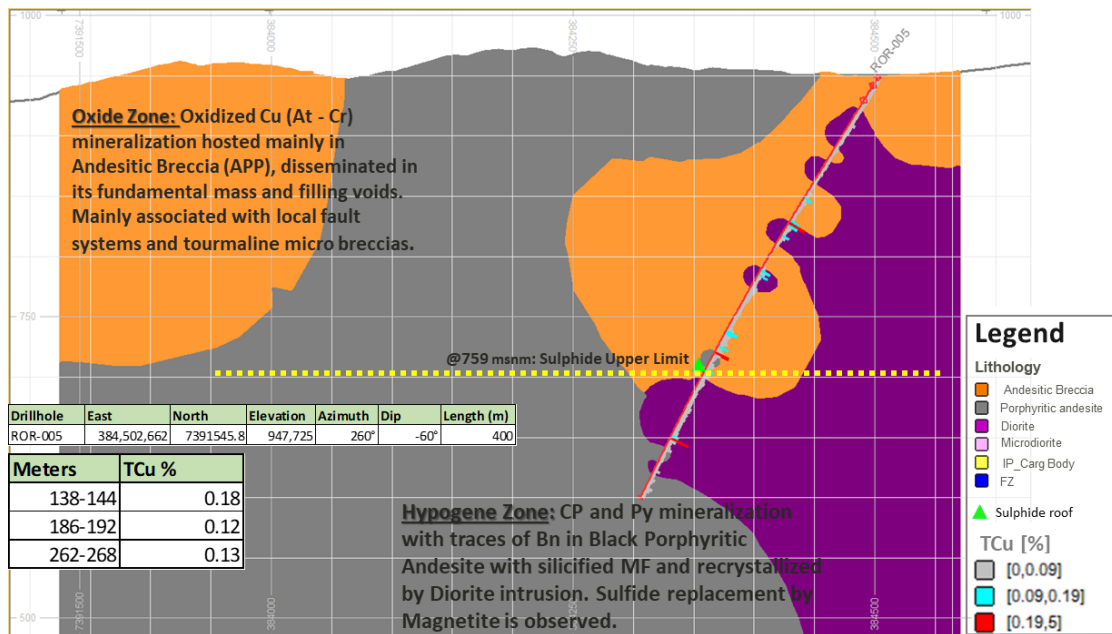 1000
1000
7391500
384000
384250
384500
ROR-005
Oxide Zone: Oxidized Cu (At - Cr)
mineralization hosted mainly in
Andesitic Breccia (APP), disseminated in
its fundamental mass and filling voids.
Mainly associated with local fault
systems and tourmaline micro breccias.
750
@759 msnm: Sulphide Upper Limit
Drillhole East North Elevation Azimuth Dip Length (m)
ROR-005 384,502,662 7391545.8 947,725 260° -60° 400
Meters TCu %
138-144 0.18
186-192 0.12
262-268 0.13
Hypogene Zone: CP and Py mineralization
with traces of Bn in Black Porphyritic
Andesite with silicified MF and recrystallized
by Diorite intrusion. Sulfide replacement by
Magnetite is observed.
7391500
384000
384250
384500
500
500
Legend
Lithology
Andesitic Breccia
Porphyritic andesite
Diorite
Microdiorite
IP_Carg Body
FZ
Sulphide roof
TCu [%]
[0,0.09]
[0.09,0.19]
[0.19,5]